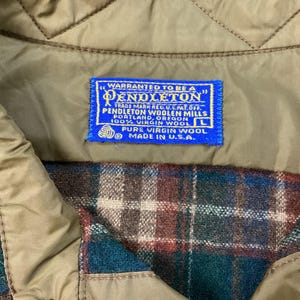 WARRANTED TO BE A
"PENDLETON"
TRADE MARK REG. U.S. PAT. OFF.
PENDLETON WOOLEN MILLS
PORTLAND, OREGON
100% VIRGIN WOOL
L
PURE VIRGIN WOOL
MADE IN U.S.A.